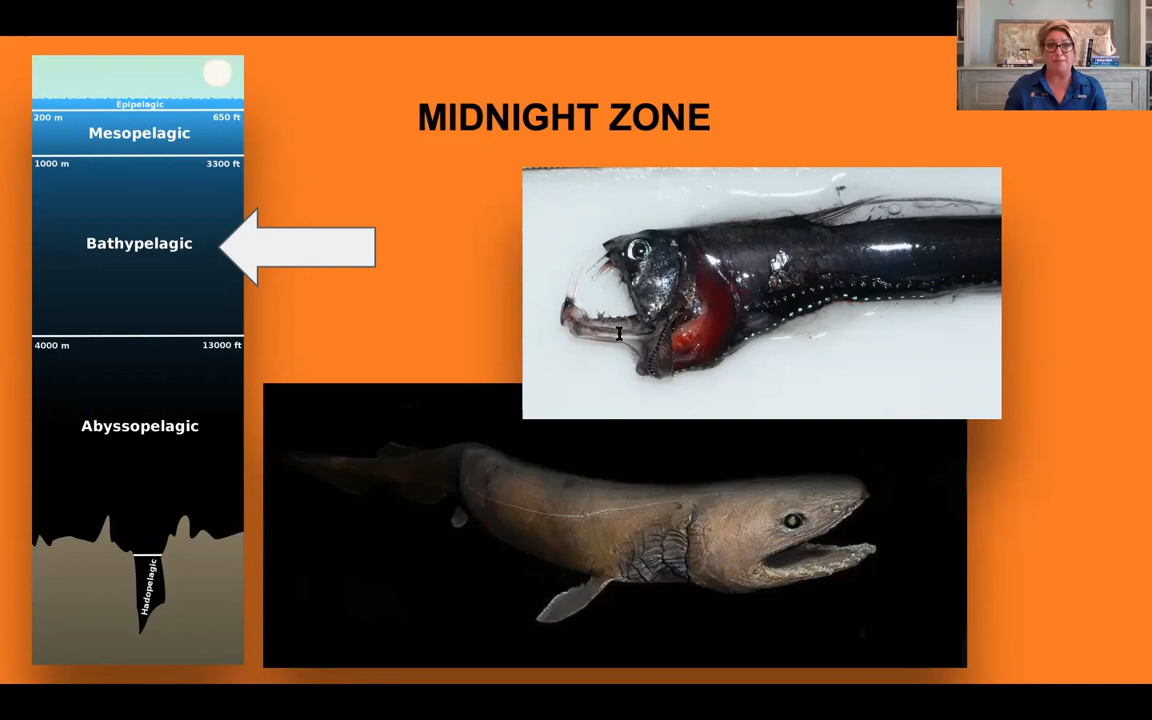 MIDNIGHT ZONE
Epipelagic
200 m 650 ft
Mesopelagic
1000 m 3300 ft
Bathypelagic
4000 m 13000 ft
Abyssopelagic
Hadopelagic